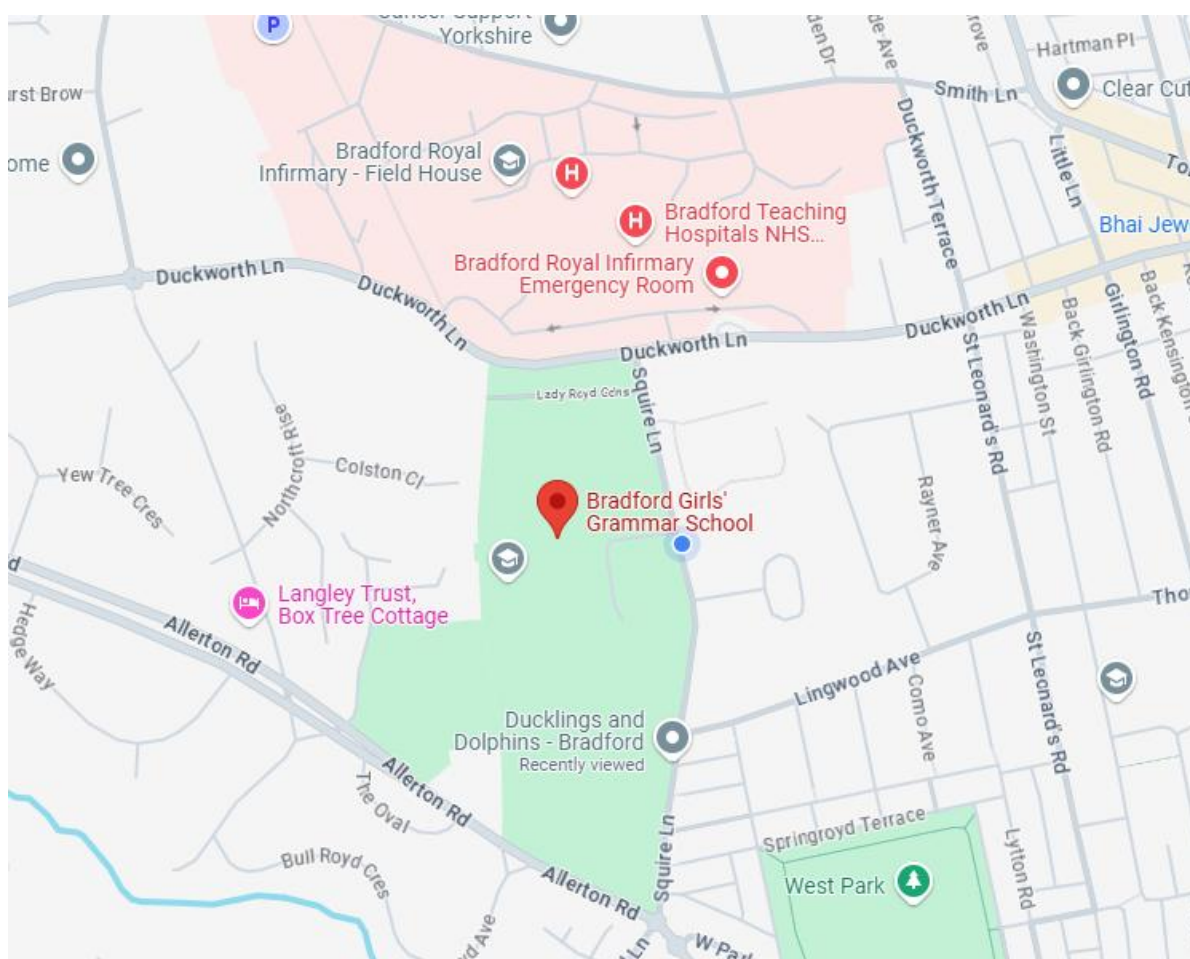 Cancer Support
Yorkshire
P
Hartman Pl
Smith Ln
Clear Cut
Duckworth Terrace
Little Ln
Bradford Royal
Infirmary - Field House
H
H
Bradford Teaching
Hospitals NHS...
Bradford Royal Infirmary
Emergency Room
Bhai Jew
Duckworth Ln
Duckworth Ln
Duckworth Ln
Duckworth Ln
Lady Royd Gdns
Squire Ln
St Leonard's Rd
Washington St
Back Girlington Rd
Girlington Rd
Back Kensington
Northcroft Rise
Colston Cl
Yew Tree Cres
Rayner Ave
Bradford Girls'
Grammar School
Langley Trust,
Box Tree Cottage
Allerton Rd
Hedge Way
Lingwood Ave
Como Ave
St Leonard's Rd
Ducklings and
Dolphins - Bradford
Recently viewed
Allerton Rd
The Oval
Squire Ln
Springroyd Terrace
Lytton Rd
Bull Royd Cres
West Park
Allerton Rd
W Par